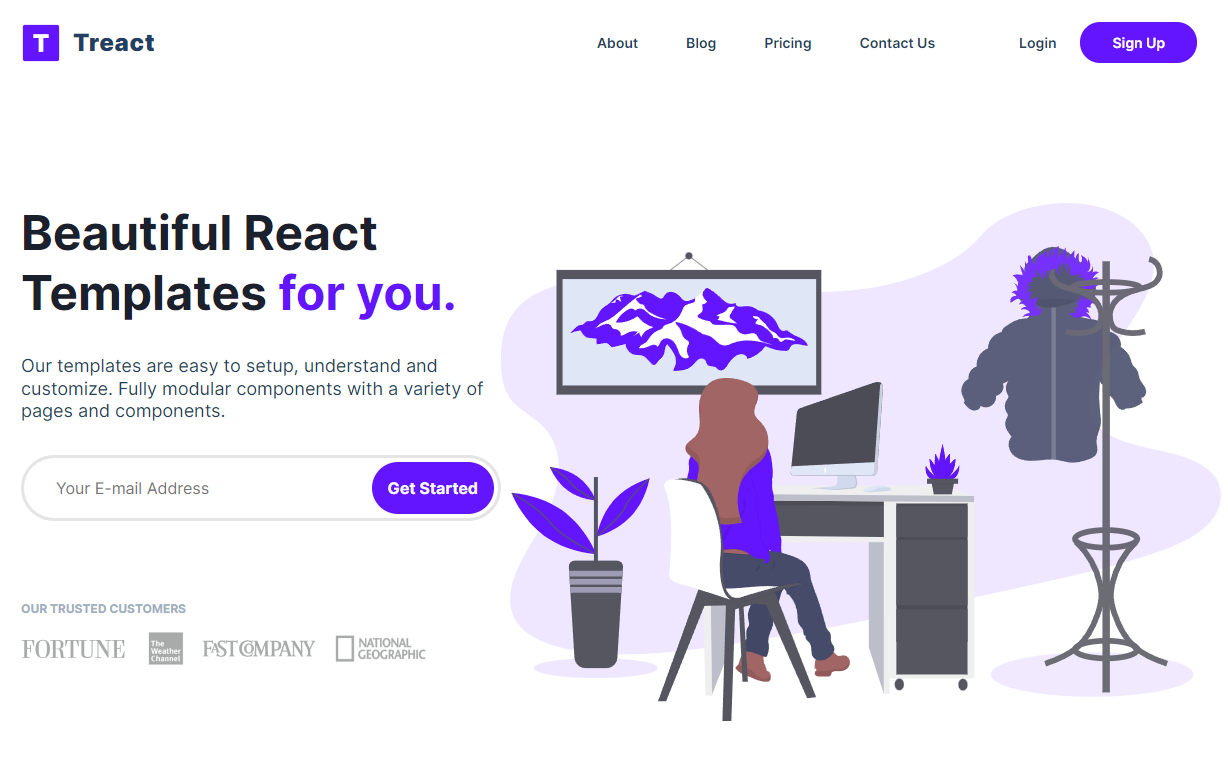 T Treact
About Blog Pricing Contact Us Login Sign Up
Beautiful React
Templates for you.
Our templates are easy to setup, understand and
customize. Fully modular components with a variety of
pages and components.
Your E-mail Address Get Started
OUR TRUSTED CUSTOMERS
FORTUNE
The
Weather
Channel
FAST COMPANY
NATIONAL
GEOGRAPHIC